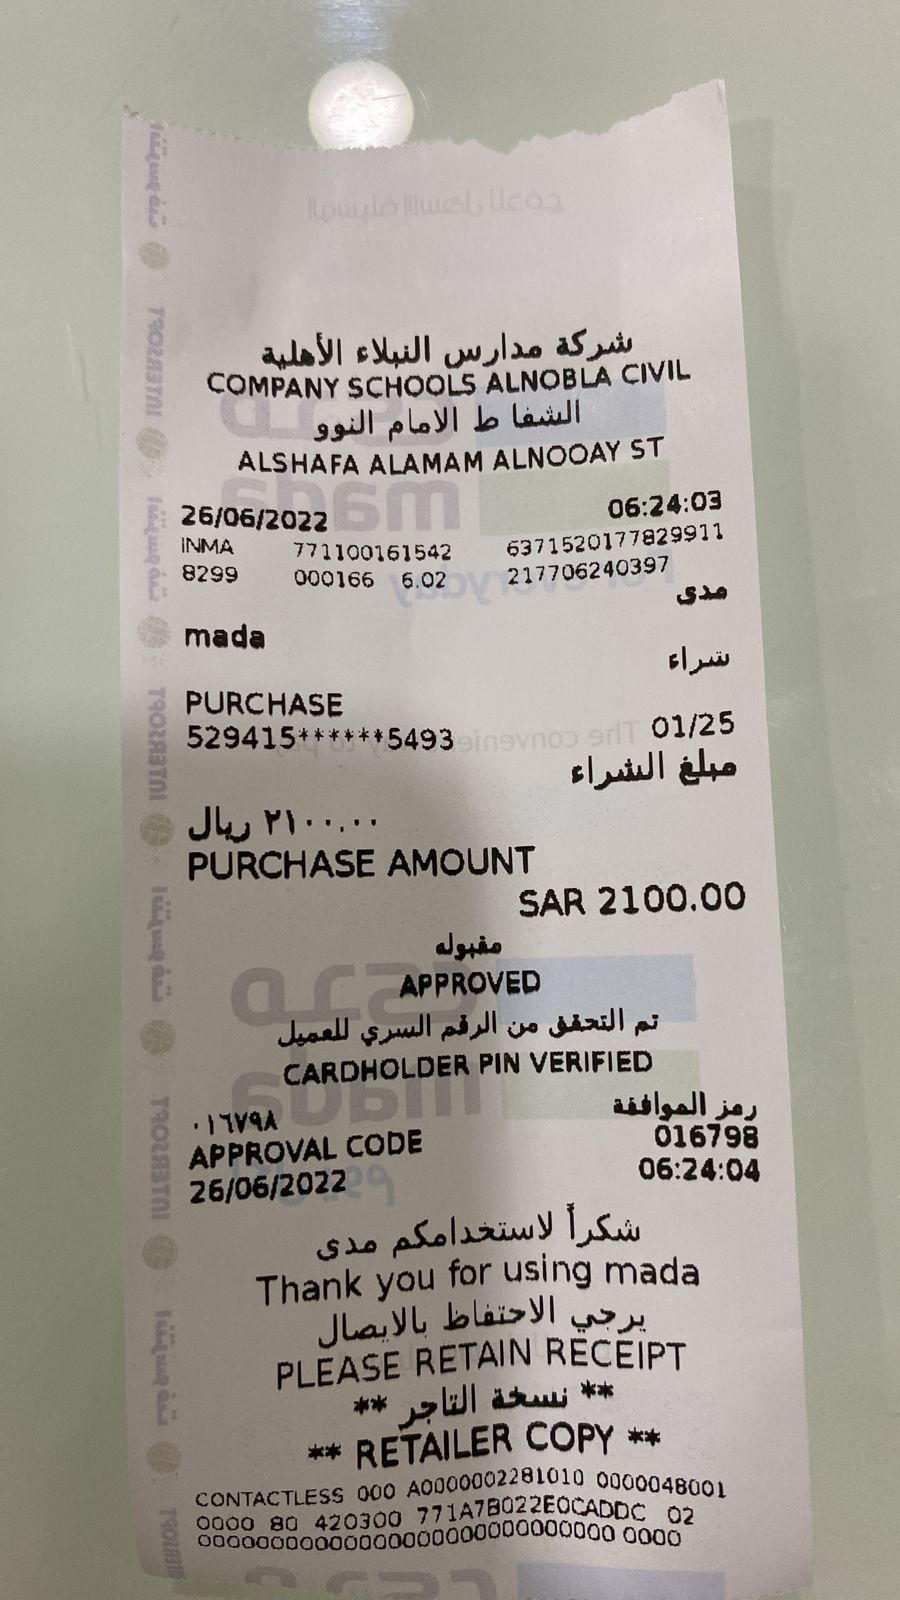 شركة مدارس النبلاء الأهلية
COMPANY SCHOOLS ALNOBLA CIVIL
الشفا ط الامام النوو
ALSHAFA ALAMAM ALNOOAY ST
26/06/2022 06:24:03
INMA 771100161542 6371520177829911
8299 000166 6.02 217706240397
مدى
mada
شراء
PURCHASE
529415******5493 01/25
مبلغ الشراء
٢١٠٠.٠٠ ريال
PURCHASE AMOUNT
SAR 2100.00
مقبوله
APPROVED
تم التحقق من الرقم السري للعميل
CARDHOLDER PIN VERIFIED
رمز الموافقة
٠١٦٧٩٨
APPROVAL CODE 016798
26/06/2022 06:24:04
شكراً لاستخدامكم مدى
Thank you for using mada
يرجي الاحتفاظ بالايصال
PLEASE RETAIN RECEIPT
** نسخة التاجر **
** RETAILER COPY **
CONTACTLESS 000 A0000002281010 0000048001
0000 80 420300 771A7B022E0CADDC 02